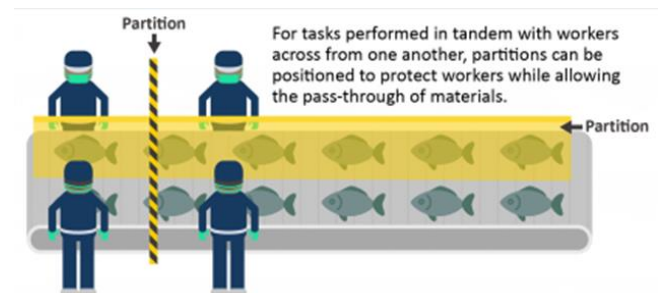 Partition
For tasks performed in tandem with workers
across from one another, partitions can be
positioned to protect workers while allowing
the pass-through of materials.
Partition